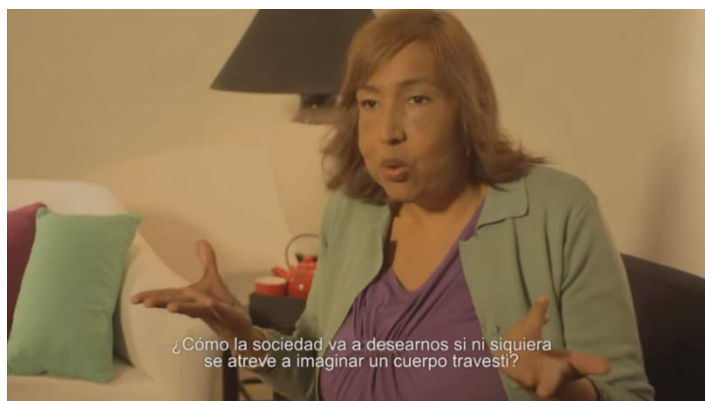 ¿Cómo la sociedad va a desearnos si ni siquiera
se atreve a imaginar un cuerpo travesti?